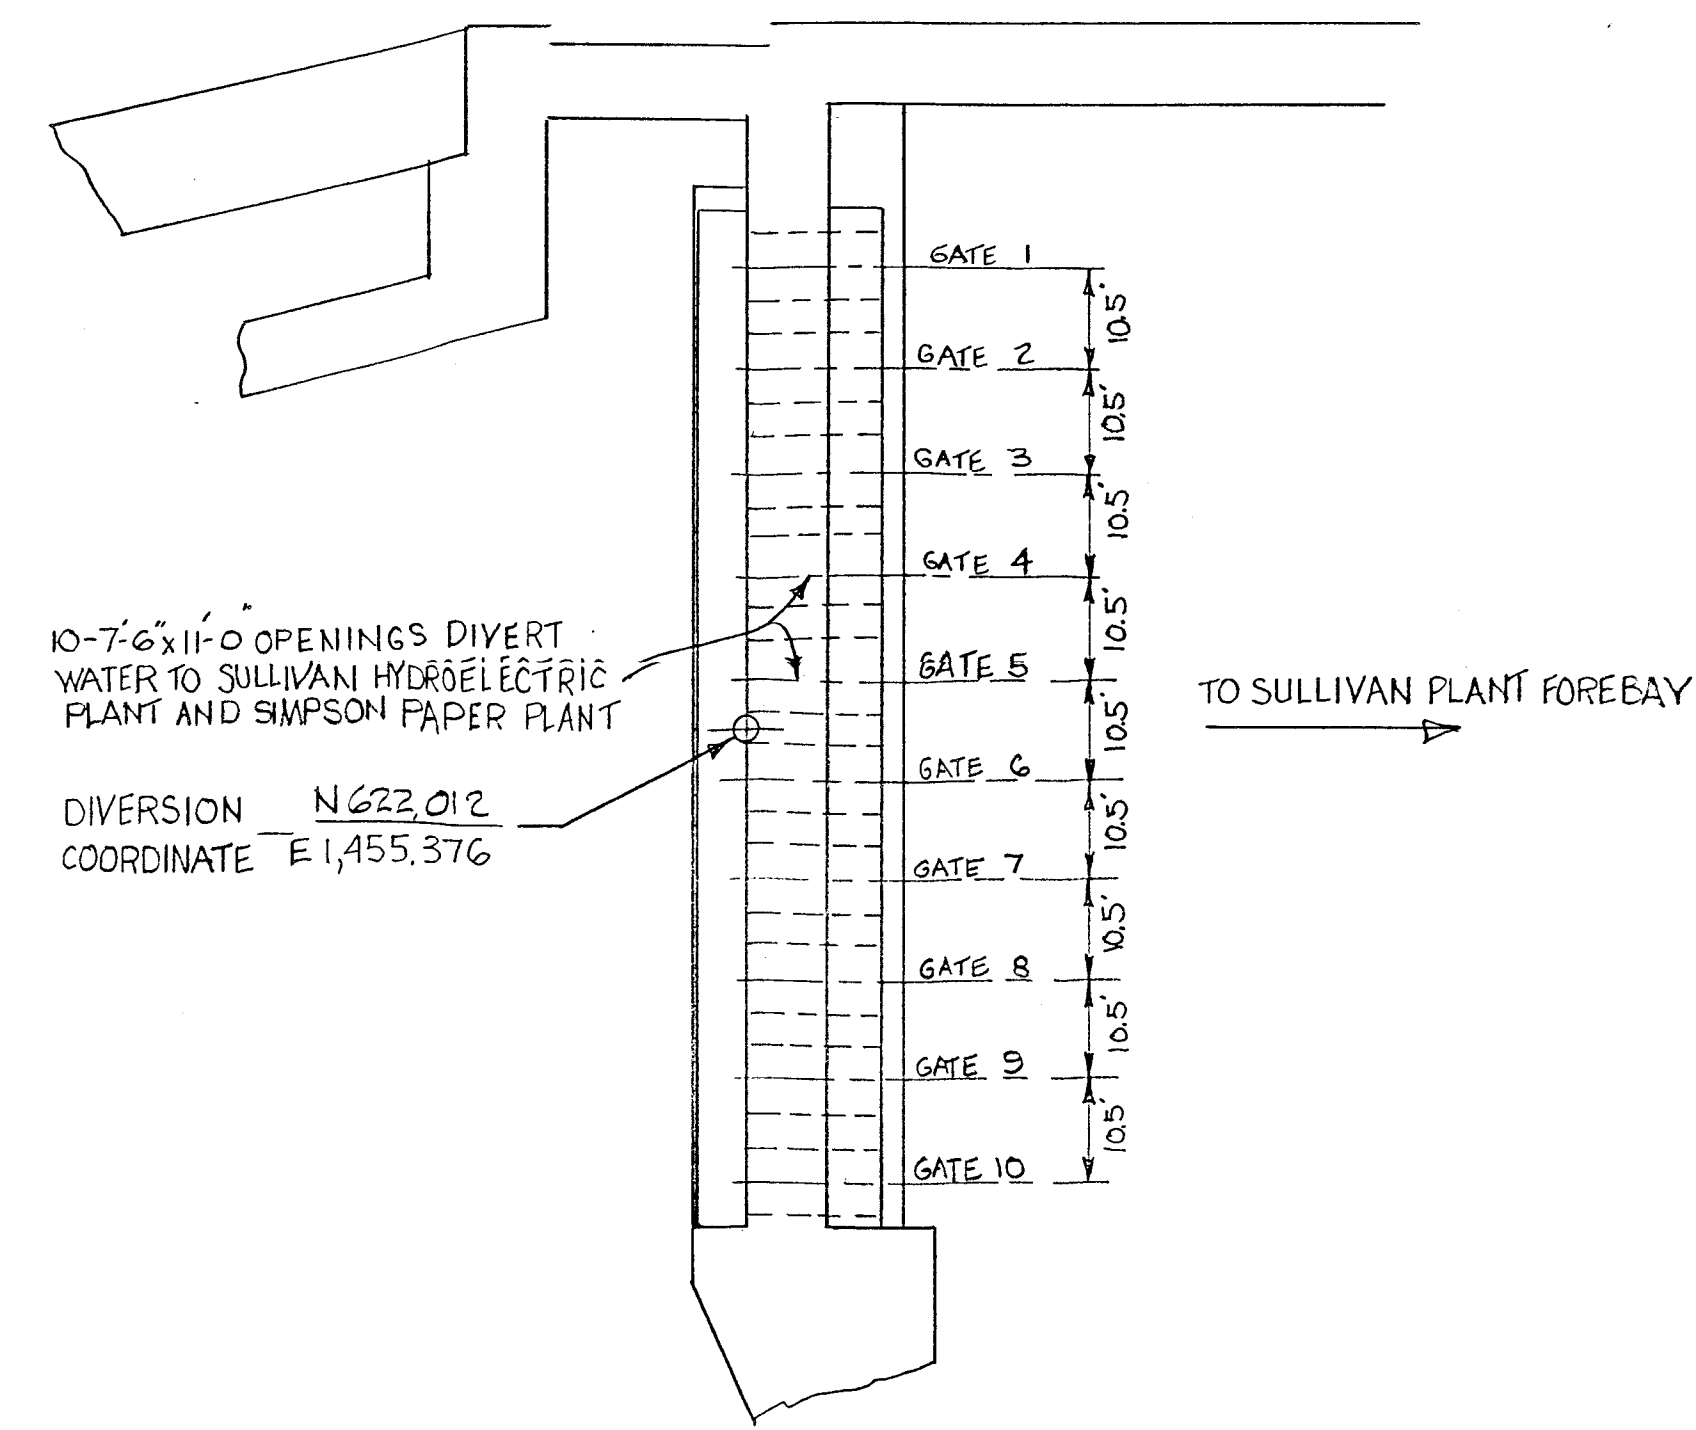 GATE 1
10.5'
GATE 2
10.5'
GATE 3
10.5'
GATE 4
10.5'
GATE 5
10.5'
GATE 6
10.5'
GATE 7
10.5'
GATE 8
10.5'
GATE 9
10.5'
GATE 10
10-7'-6"x11'-0" OPENINGS DIVERT
WATER TO SULLIVAN HYDROELECTRIC
PLANT AND SIMPSON PAPER PLANT
DIVERSION N622,012
COORDINATE E1,455,376
TO SULLIVAN PLANT FOREBAY